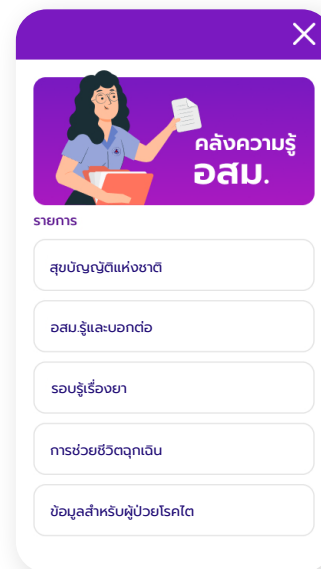 คลังความรู้
อสม.
รายการ
สุขบัญญัติแห่งชาติ
อสม.รู้และบอกต่อ
รอบรู้เรื่องยา
การช่วยชีวิตฉุกเฉิน
ข้อมูลสำหรับผู้ป่วยโรคไต